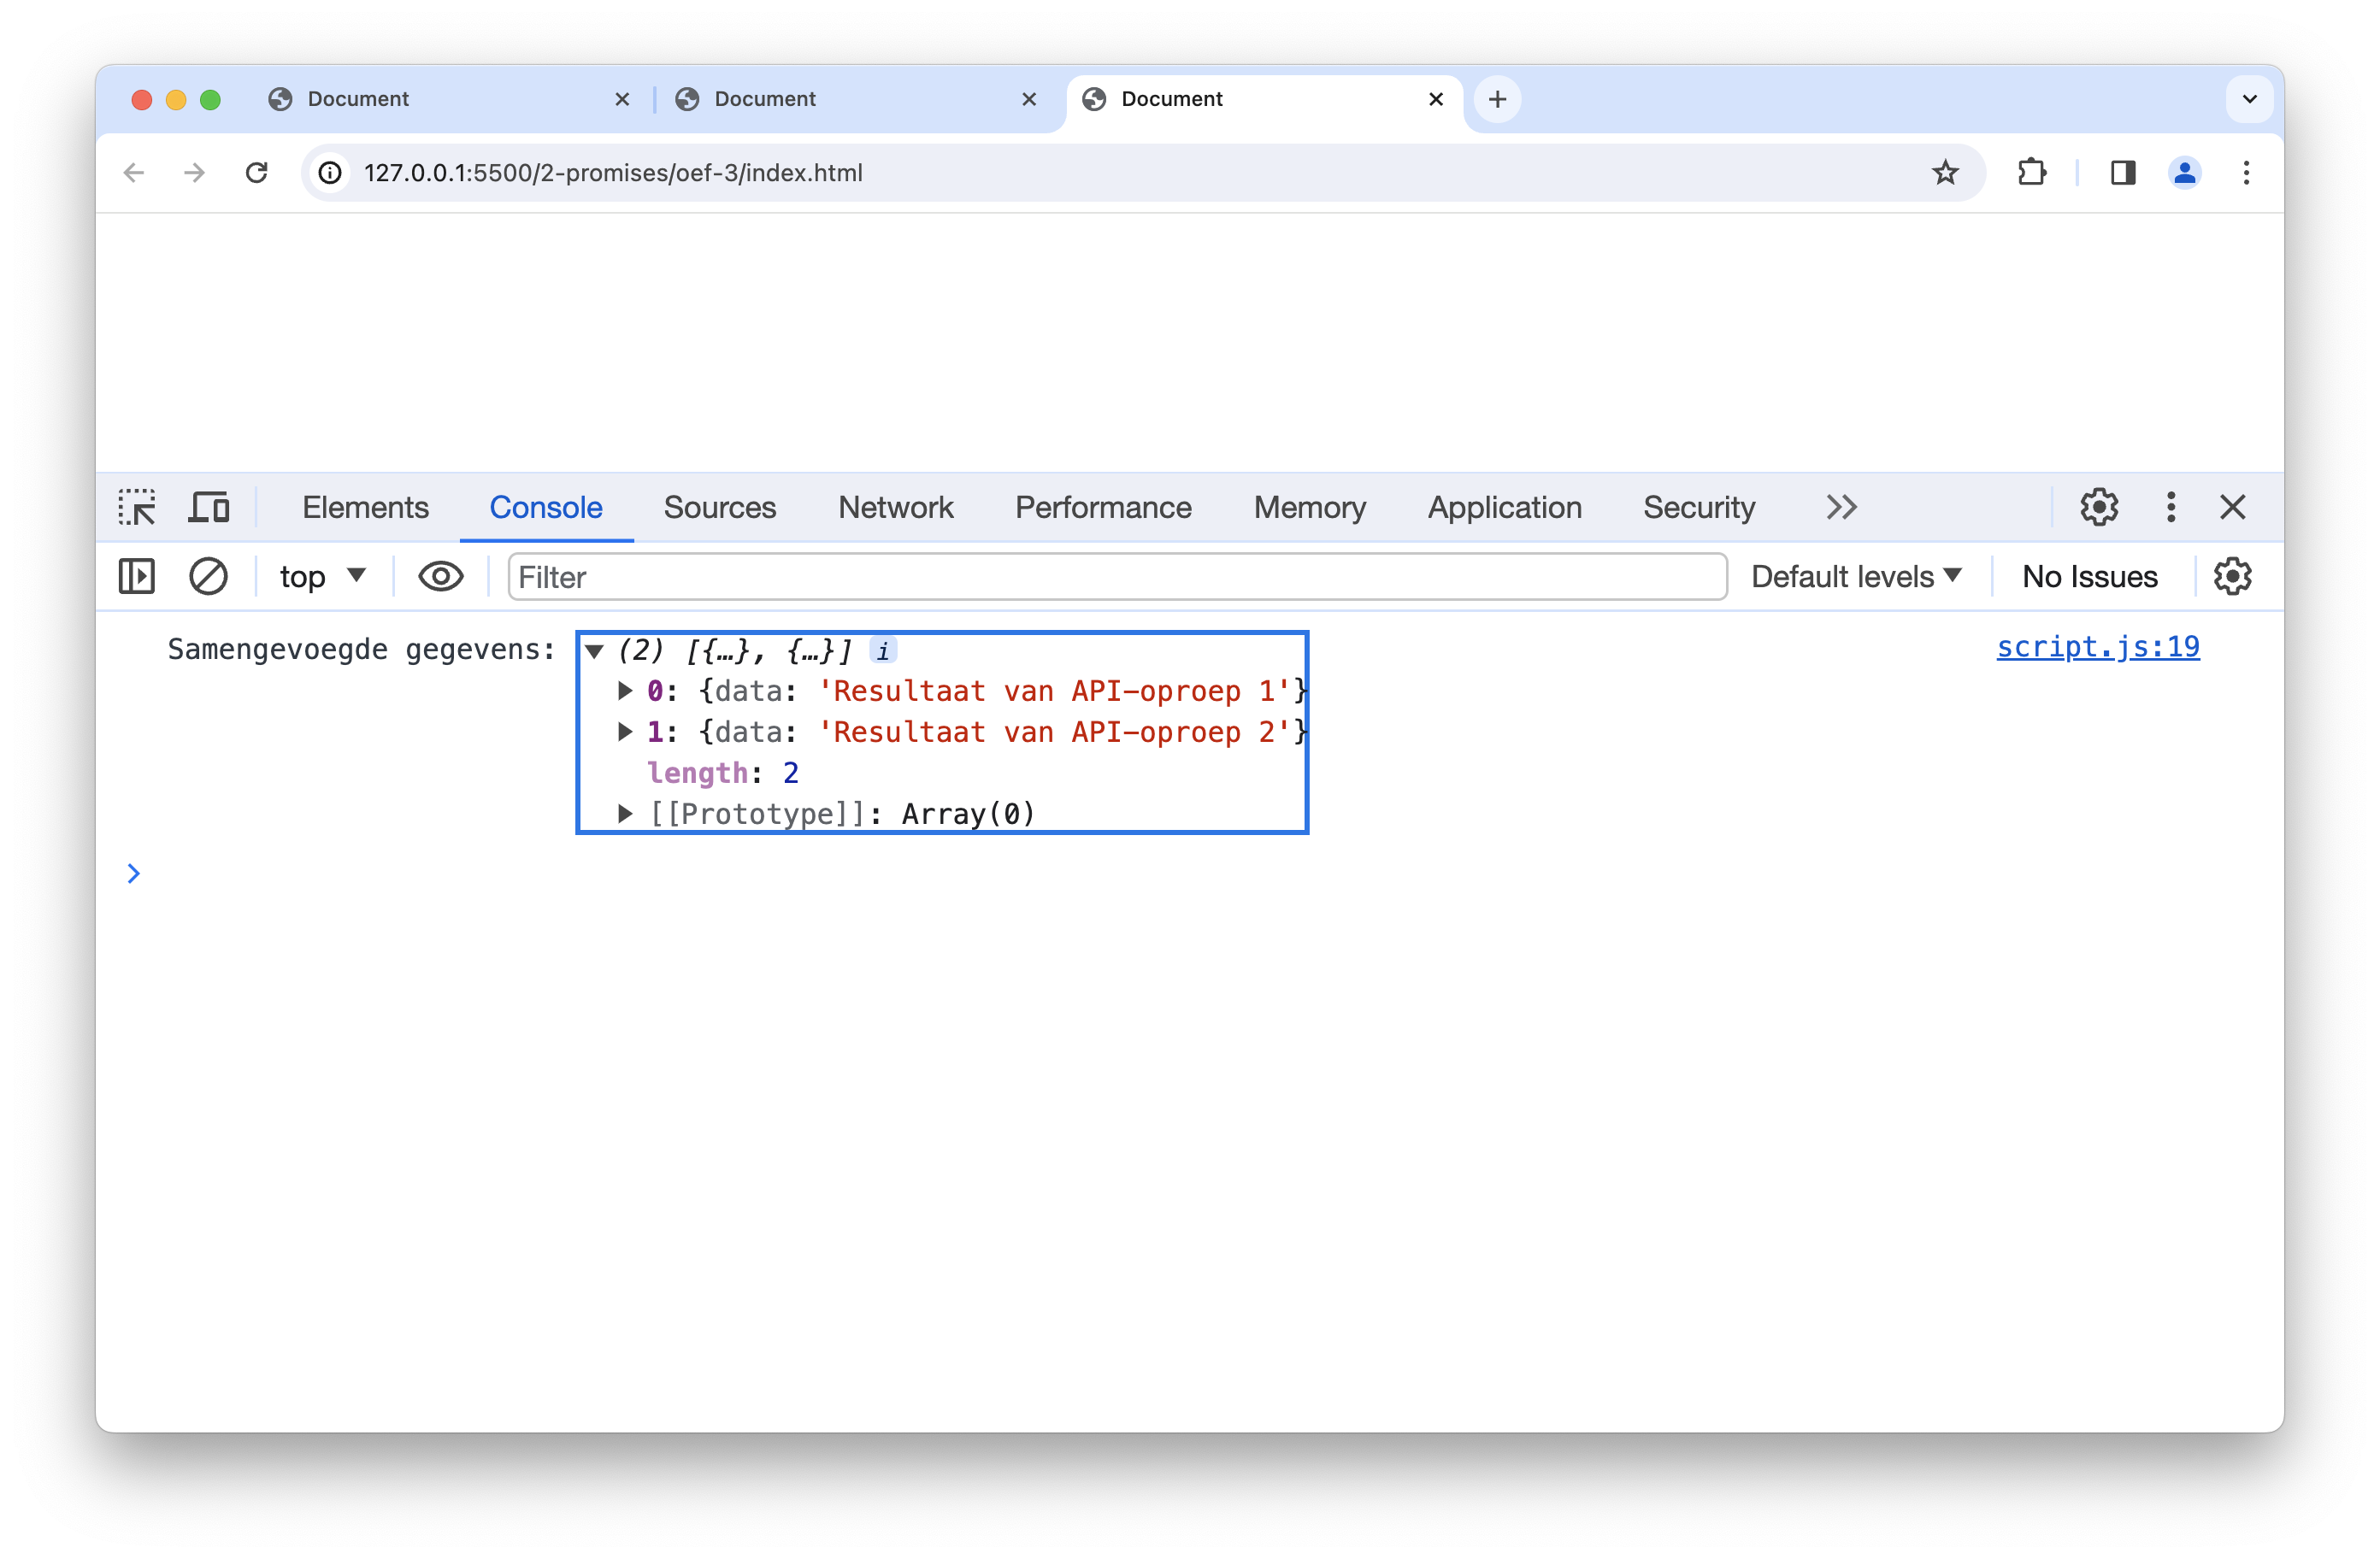 Document Document Document
127.0.0.1:5500/2-promises/oef-3/index.html
Elements Console Sources Network Performance Memory Application Security
top Filter Default levels No Issues
Samengevoegde gegevens: (2) [{…}, {…}] i script.js:19
0: {data: 'Resultaat van API-oproep 1'}
1: {data: 'Resultaat van API-oproep 2'}
length: 2
[[Prototype]]: Array(0)